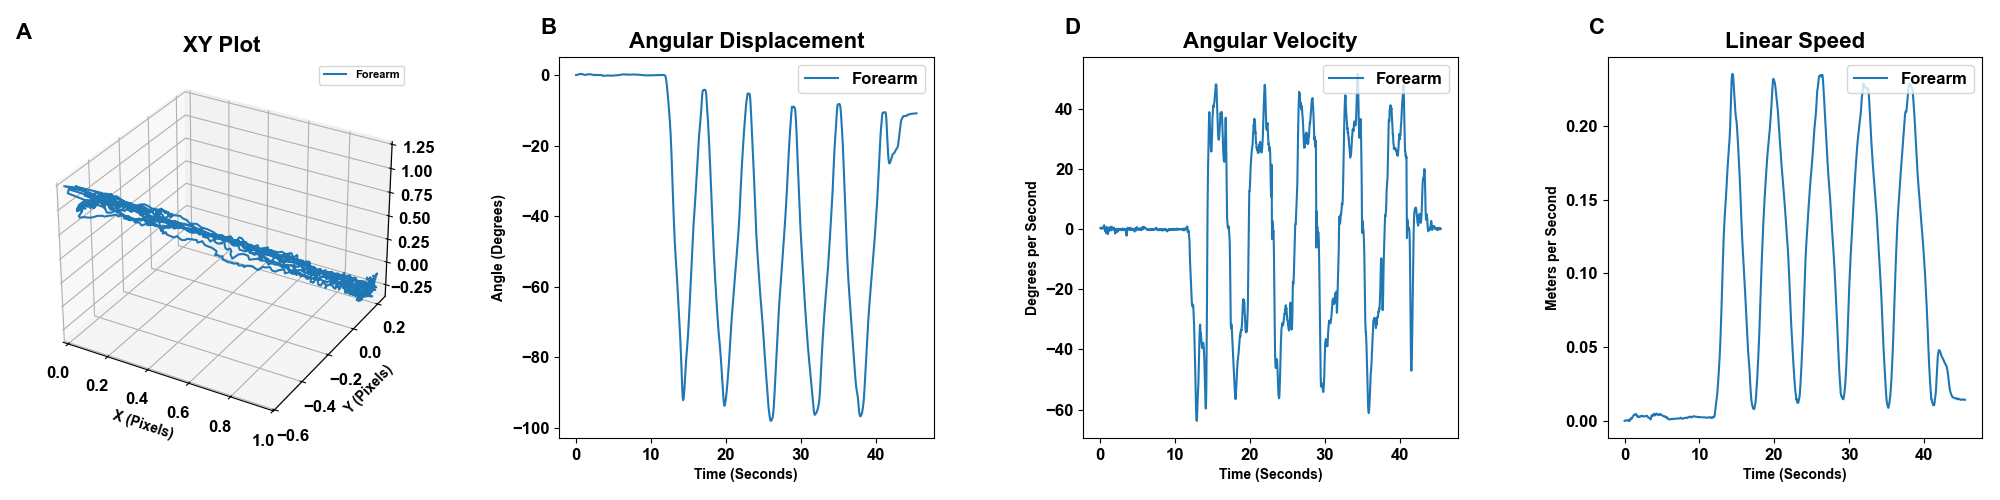 A
XY Plot
Forearm
1.25
1.00
0.75
0.50
0.25
0.00
−0.25
0.0
0.2
0.4
0.6
0.8
1.0
X (Pixels)
−0.6
−0.4
−0.2
0.0
0.2
Y (Pixels)
B
Angular Displacement
Forearm
0
−20
−40
−60
−80
−100
Angle (Degrees)
0 10 20 30 40
Time (Seconds)
D
Angular Velocity
Forearm
40
20
0
−20
−40
−60
Degrees per Second
0 10 20 30 40
Time (Seconds)
C
Linear Speed
Forearm
0.20
0.15
0.10
0.05
0.00
Meters per Second
0 10 20 30 40
Time (Seconds)